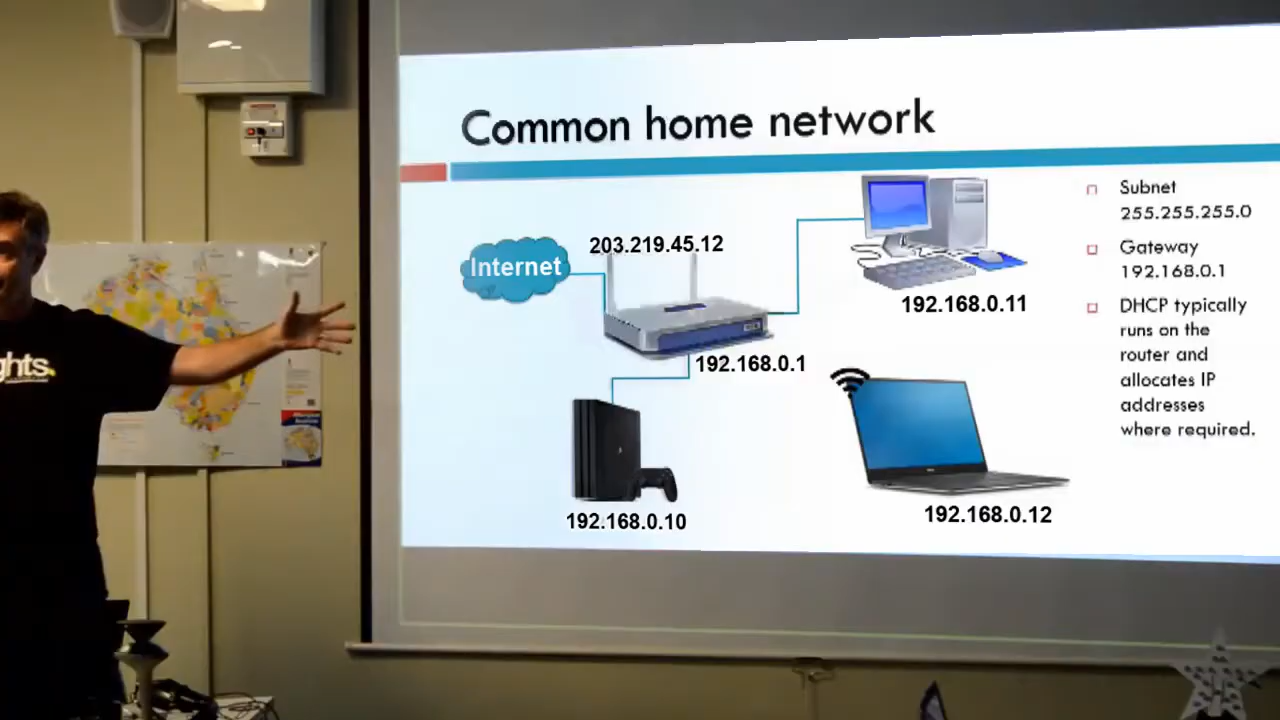 Common home network
203.219.45.12
Internet
192.168.0.1
192.168.0.11
192.168.0.10
192.168.0.12
Subnet
255.255.255.0
Gateway
192.168.0.1
DHCP typically
runs on the
router and
allocates IP
addresses
where required.
ghts.